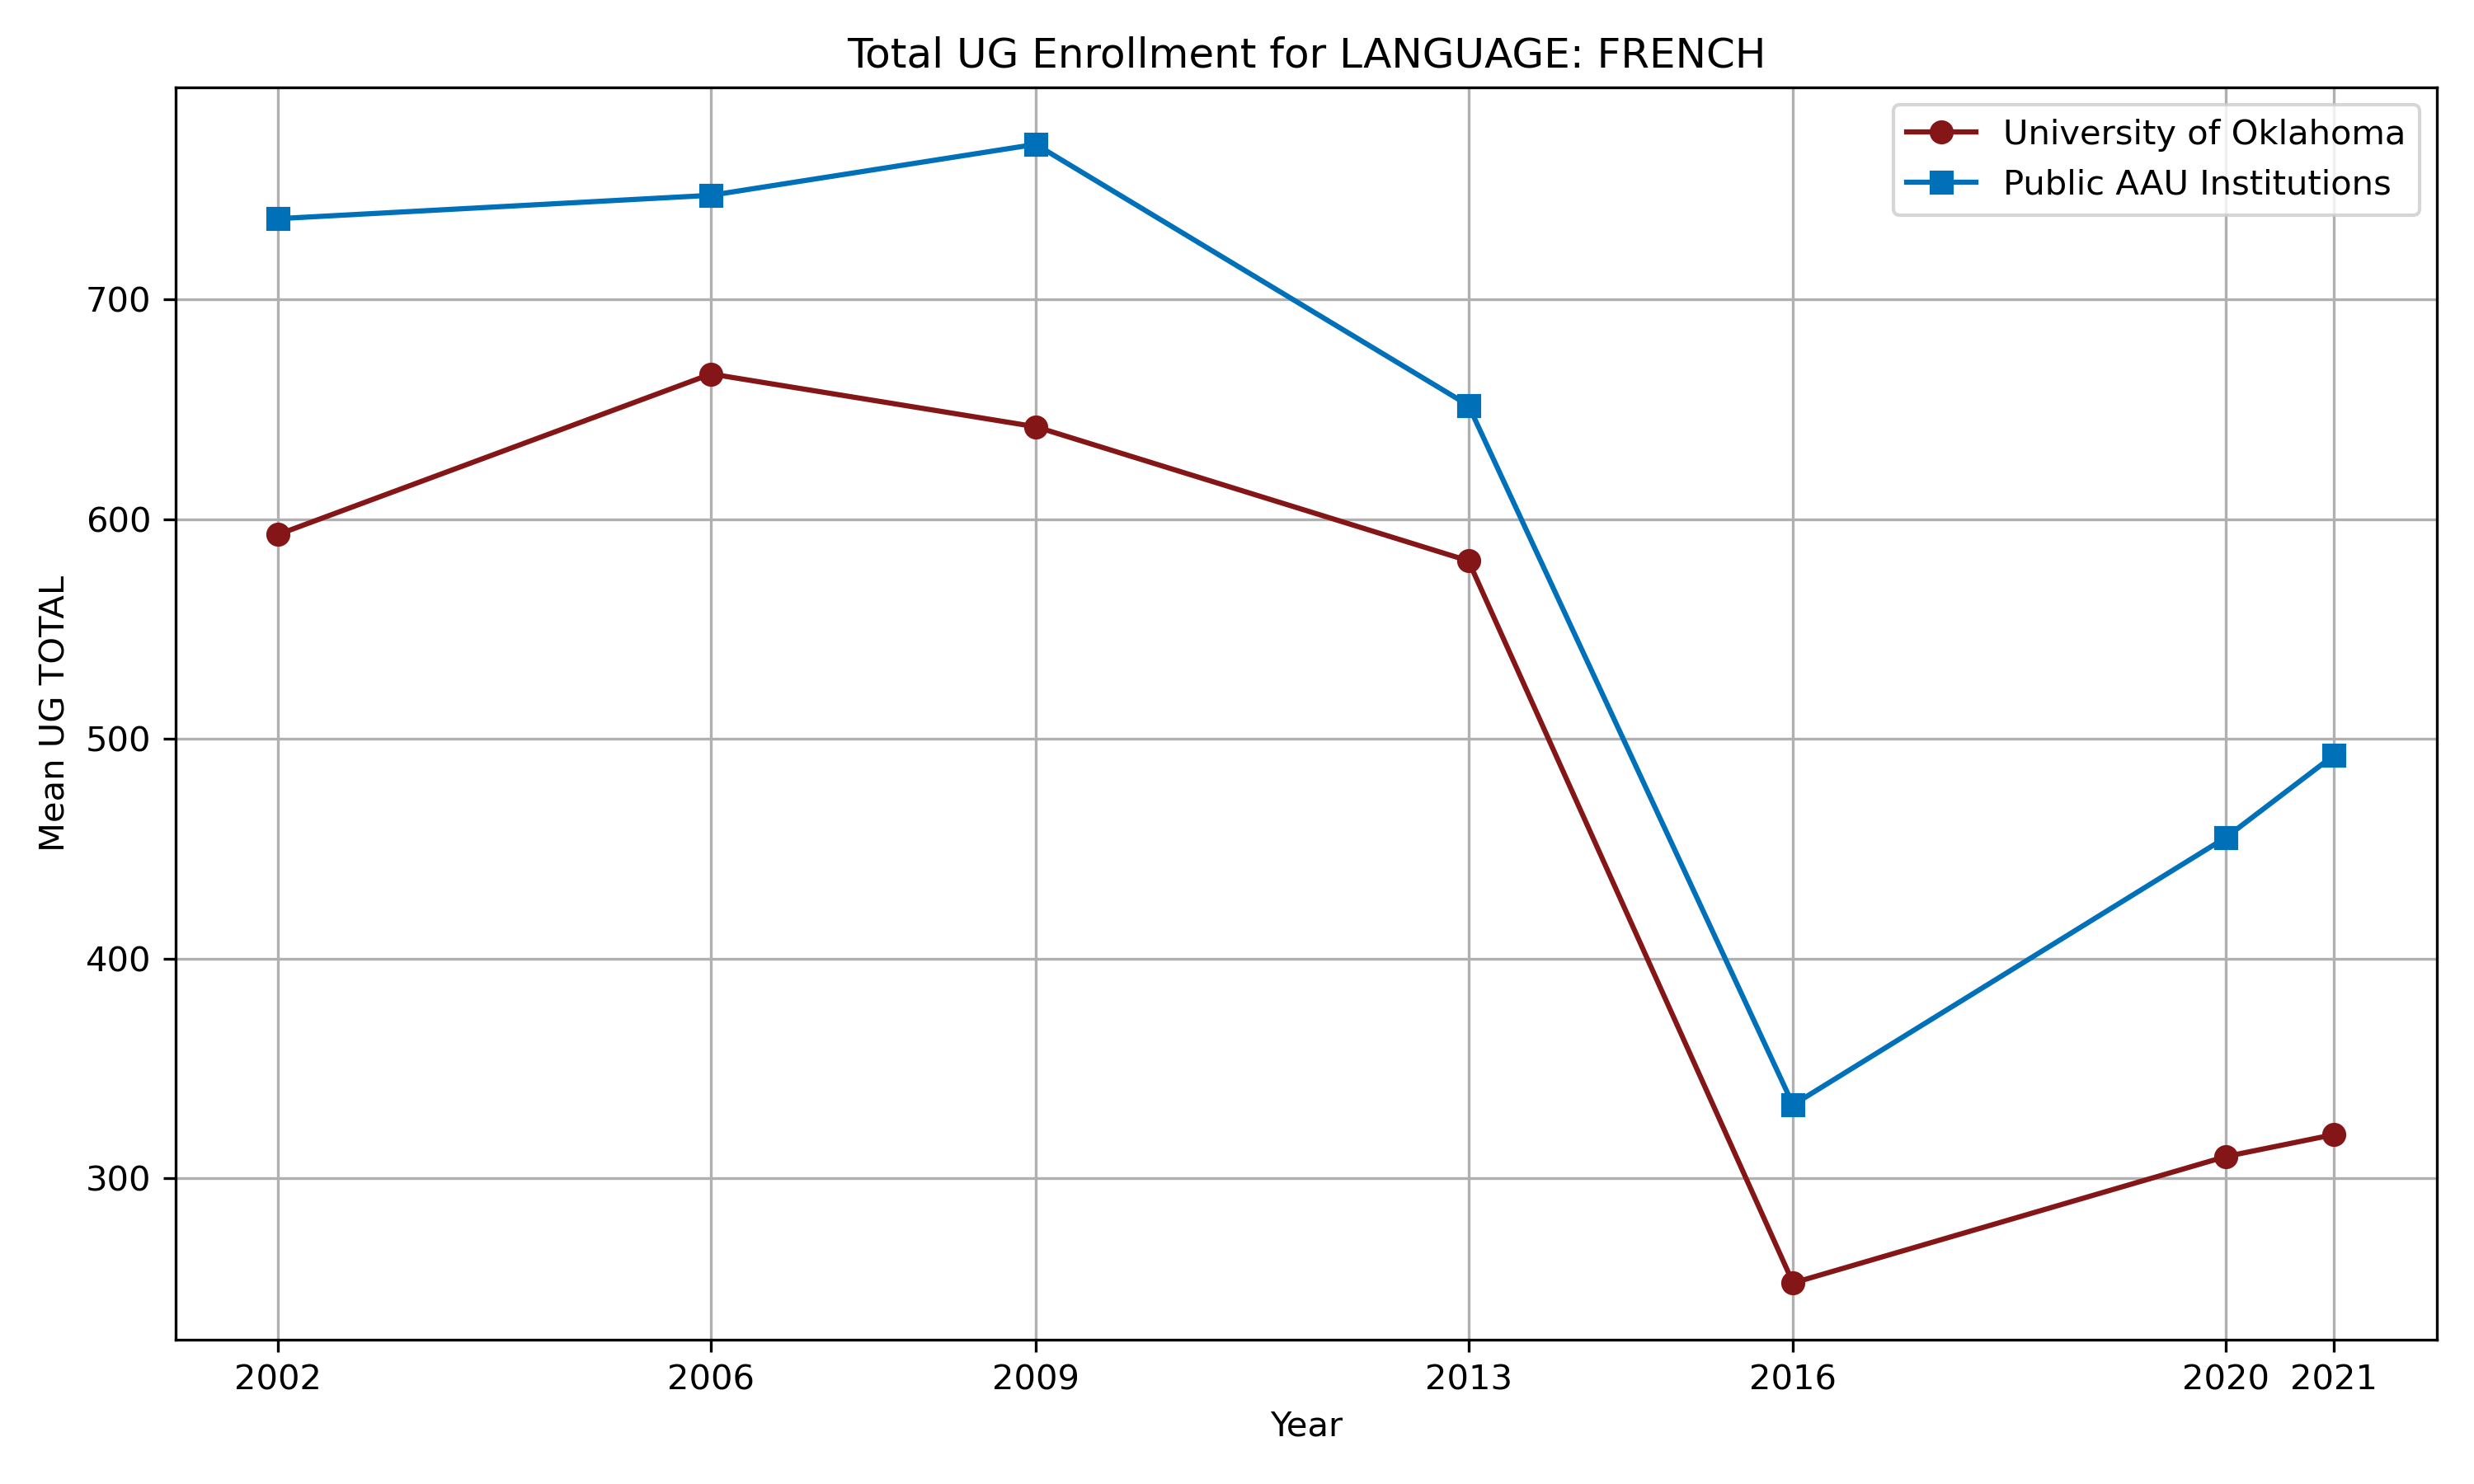 Total UG Enrollment for LANGUAGE: FRENCH
University of Oklahoma
Public AAU Institutions
Mean UG TOTAL
700
600
500
400
300
2002 2006 2009 2013 2016 2020 2021
Year